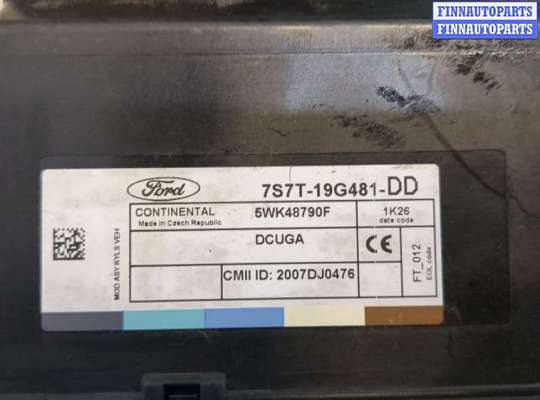 FINNAUTOPARTS
FINNAUTOPARTS
Ford
7S7T-19G481-DD
MOD ASY KYLS VEH
CONTINENTAL
Made in Czech Republic
5WK48790F
1K26
date code
DCUGA
CE
FT_012
EOL code
CMII ID: 2007DJ0476